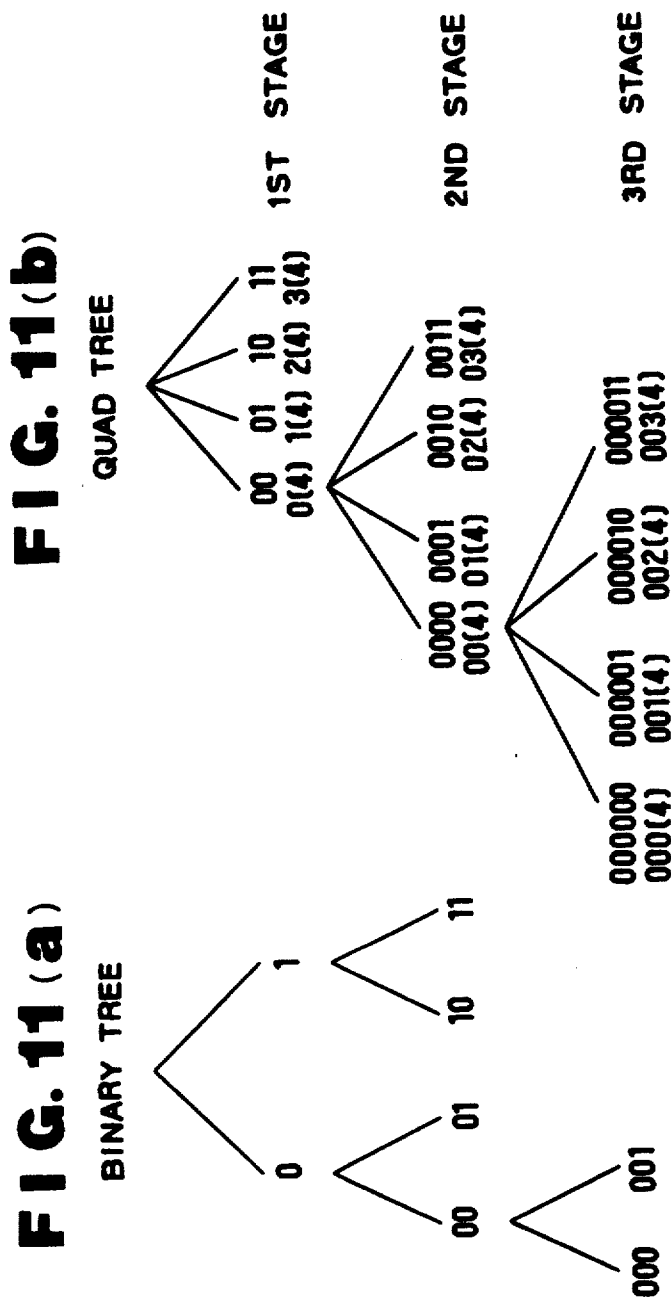 FIG. 11(a)
BINARY TREE
0 1
00 01 10 11
000 001
FIG. 11(b)
QUAD TREE
00 01 10 11
0(4) 1(4) 2(4) 3(4)
1ST STAGE
0000 0001 0010 0011
00(4) 01(4) 02(4) 03(4)
2ND STAGE
000000 000001 000010 000011
000(4) 001(4) 002(4) 003(4)
3RD STAGE